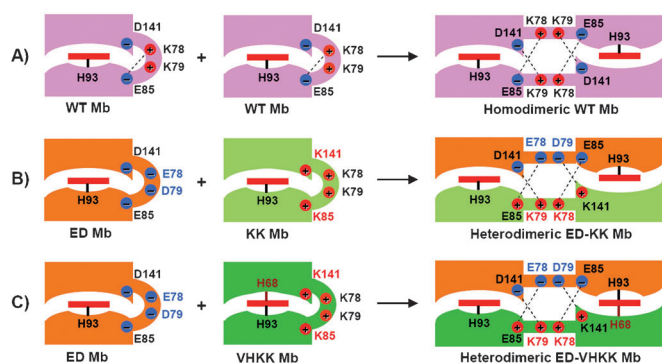 A)
D141
K78
K79
H93
E85
WT Mb
+
D141
K78
K79
H93
E85
WT Mb
K78 K79 E85
D141
H93
H93
D141
E85 K79 K78
Homodimeric WT Mb
B)
D141
E78
D79
H93
E85
ED Mb
+
K141
K78
K79
H93
K85
KK Mb
E78 D79 E85
D141
H93
H93
K141
E85 K79 K78
Heterodimeric ED-KK Mb
C)
D141
E78
D79
H93
E85
ED Mb
+
K141
H68
K78
K79
H93
K85
VHKK Mb
E78 D79 E85
D141
H93
H93
K141
H68
E85 K79 K78
Heterodimeric ED-VHKK Mb